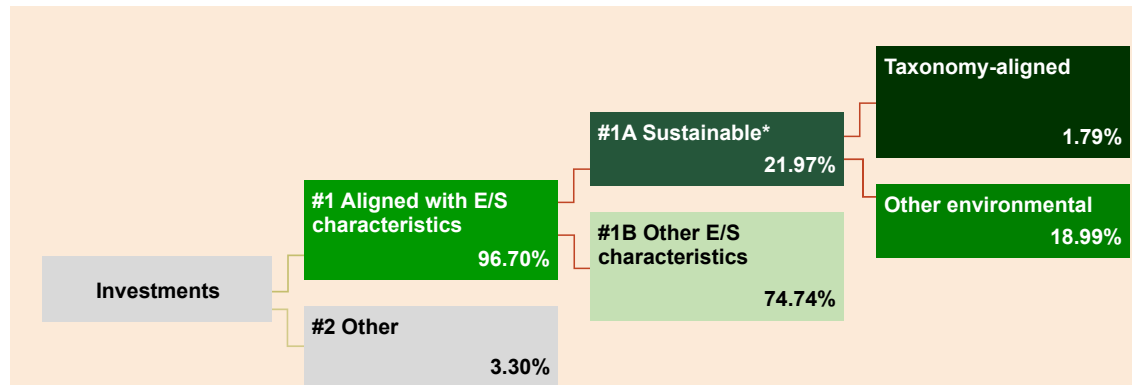 Investments
#1 Aligned with E/S
characteristics
96.70%
#2 Other
3.30%
#1A Sustainable*
21.97%
#1B Other E/S
characteristics
74.74%
Taxonomy-aligned
1.79%
Other environmental
18.99%